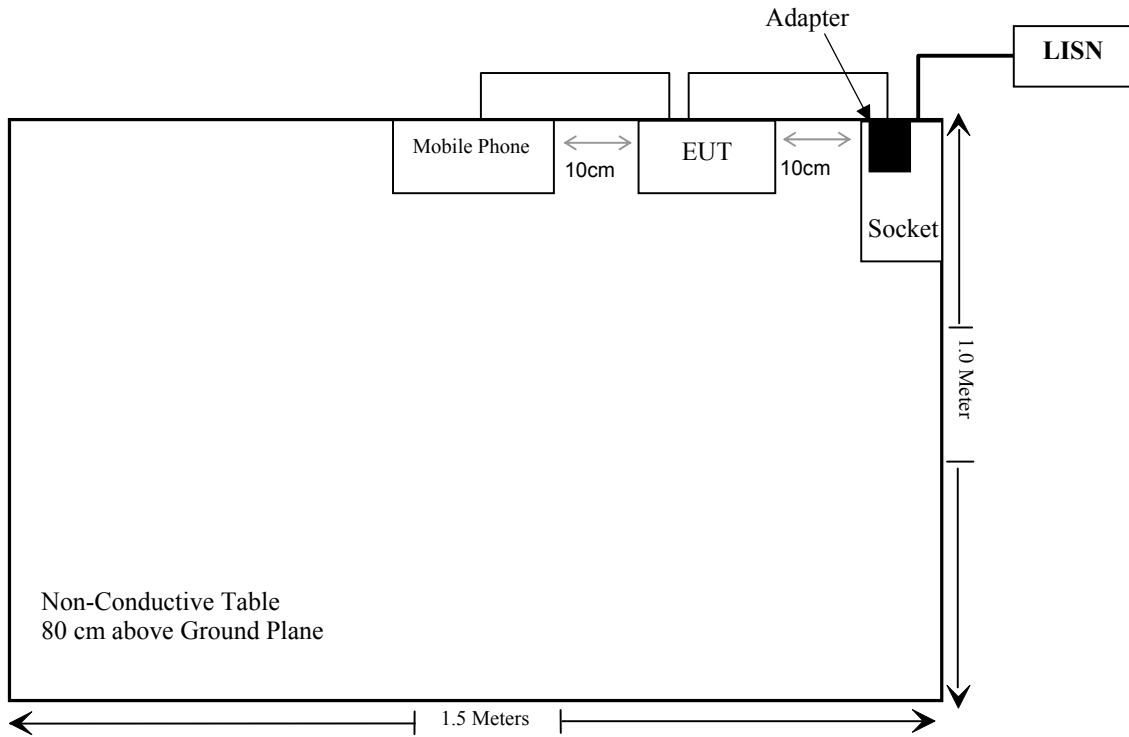 Adapter
LISN
Mobile Phone
10cm
EUT
10cm
Socket
1.0 Meter
Non-Conductive Table
80 cm above Ground Plane
1.5 Meters